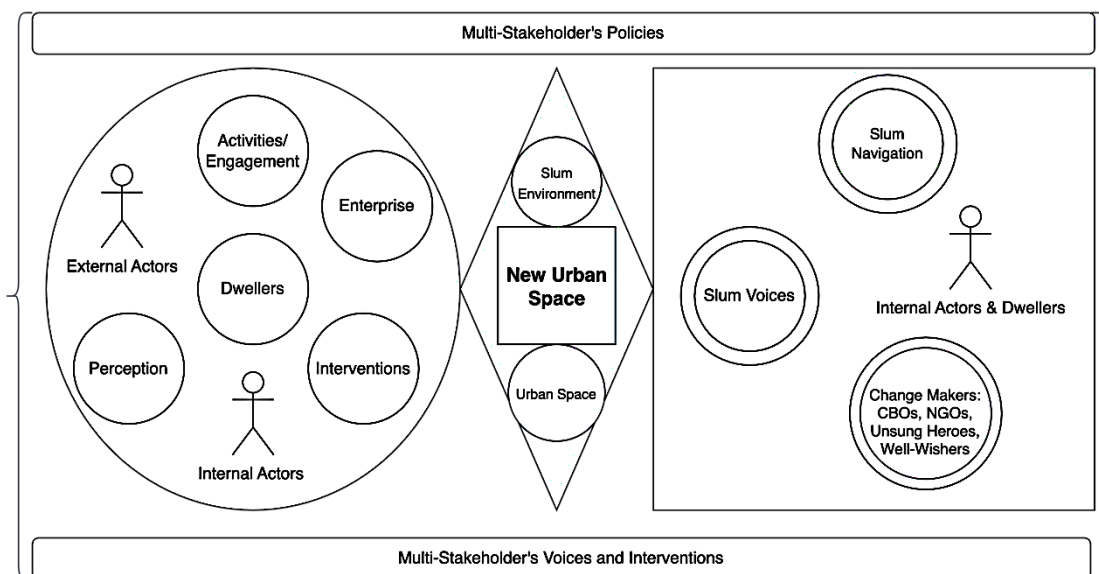 Multi-Stakeholder's Policies
Activities/
Engagement
Enterprise
External Actors
Dwellers
Perception
Interventions
Internal Actors
Slum
Environment
New Urban
Space
Urban Space
Slum
Navigation
Slum Voices
Internal Actors & Dwellers
Change Makers:
CBOs, NGOs,
Unsung Heroes,
Well-Wishers
Multi-Stakeholder's Voices and Interventions